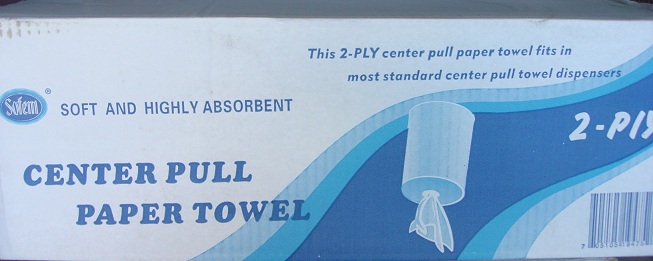 This 2-PLY center pull paper towel fits in
most standard center pull towel dispensers
Sofem®
SOFT AND HIGHLY ABSORBENT
2-PLY
CENTER PULL
PAPER TOWEL